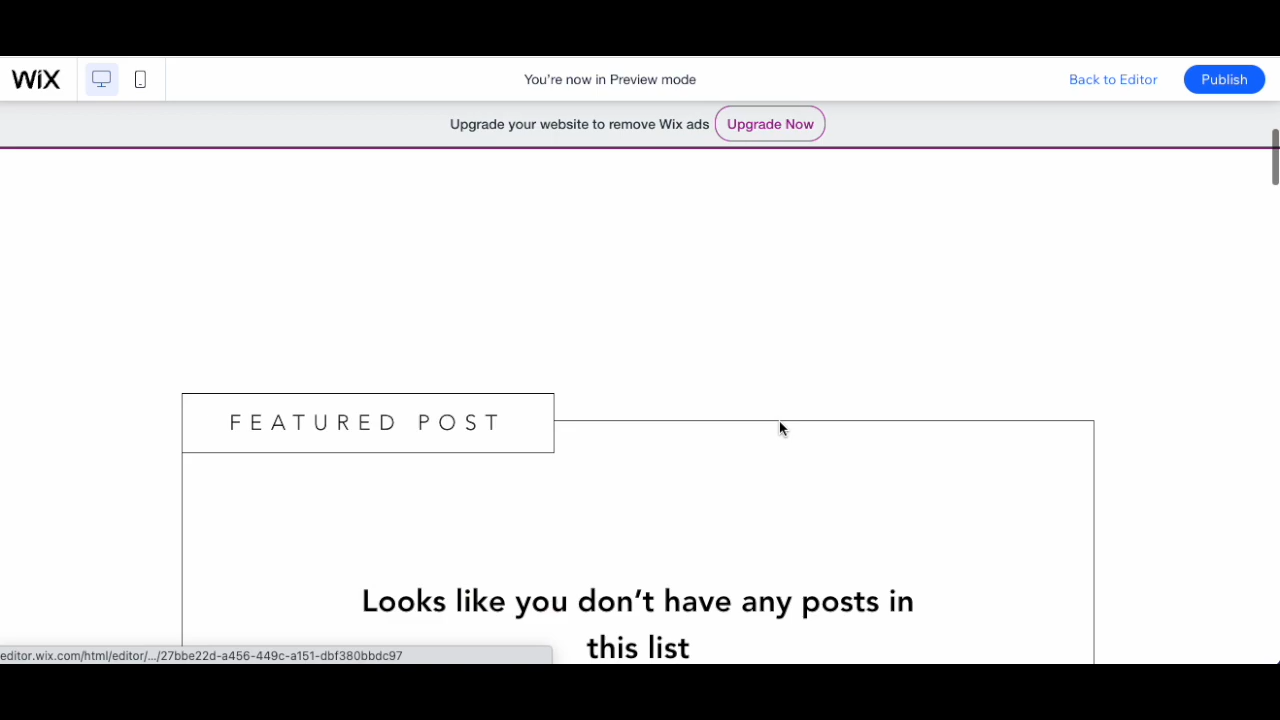 WiX
You're now in Preview mode
Back to Editor
Publish
Upgrade your website to remove Wix ads
Upgrade Now
FEATURED POST
Looks like you don't have any posts in
this list
editor.wix.com/html/editor/.../27bbe22d-a456-449c-a151-dbf380bbdc97